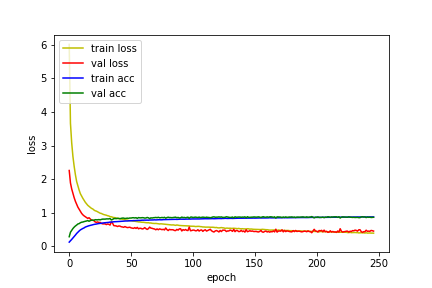 6
5
4
3
2
1
0
loss
train loss
val loss
train acc
val acc
0 50 100 150 200 250
epoch